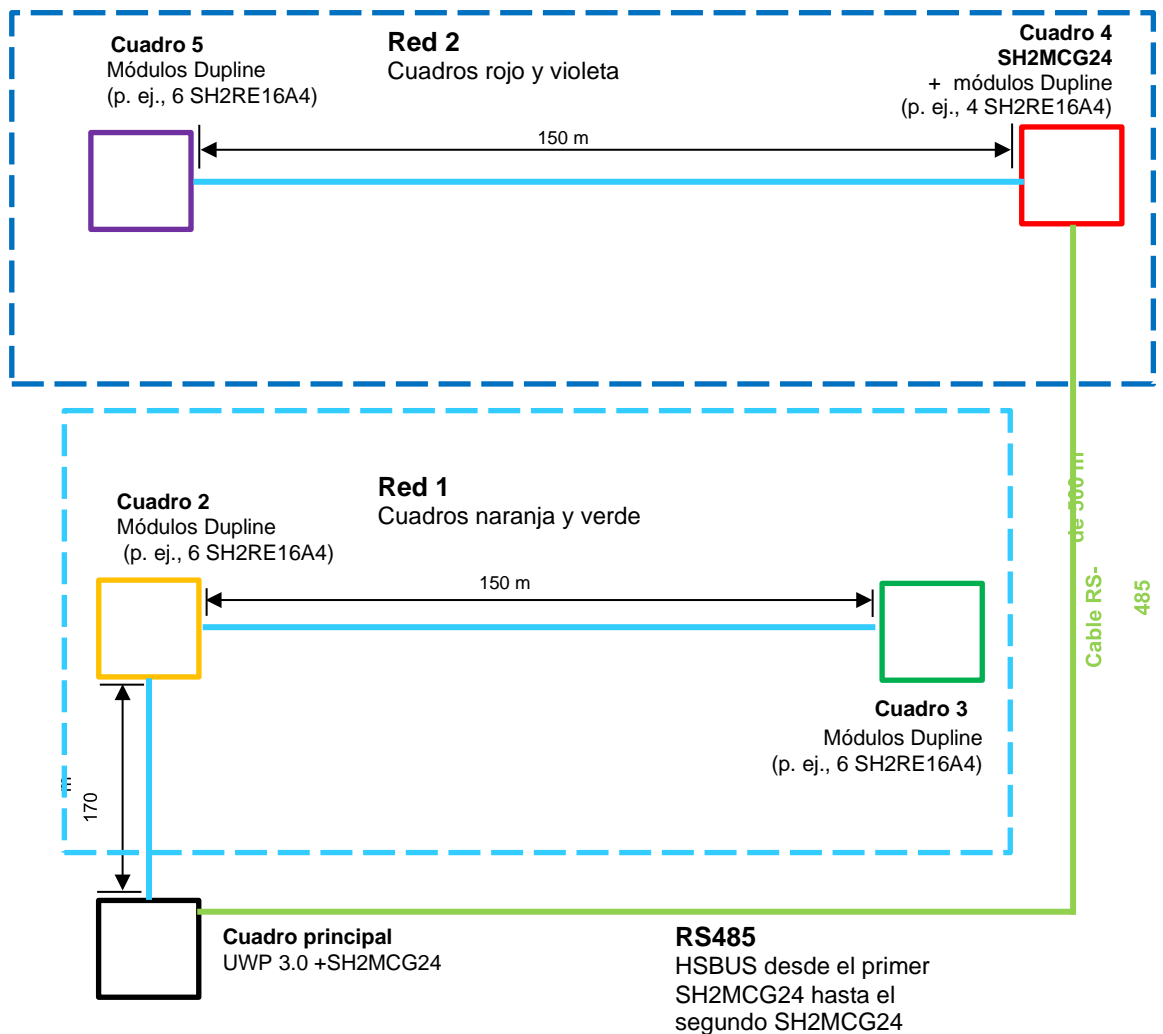 Cuadro 5
Módulos Dupline
(p. ej., 6 SH2RE16A4)
Red 2
Cuadros rojo y violeta
Cuadro 4
SH2MCG24
+ módulos Dupline
(p. ej., 4 SH2RE16A4)
150 m
Cuadro 2
Módulos Dupline
(p. ej., 6 SH2RE16A4)
Red 1
Cuadros naranja y verde
150 m
Cuadro 3
Módulos Dupline
(p. ej., 6 SH2RE16A4)
170
m
Cable RS-
485
de 500 m
Cuadro principal
UWP 3.0 +SH2MCG24
RS485
HSBUS desde el primer
SH2MCG24 hasta el
segundo SH2MCG24